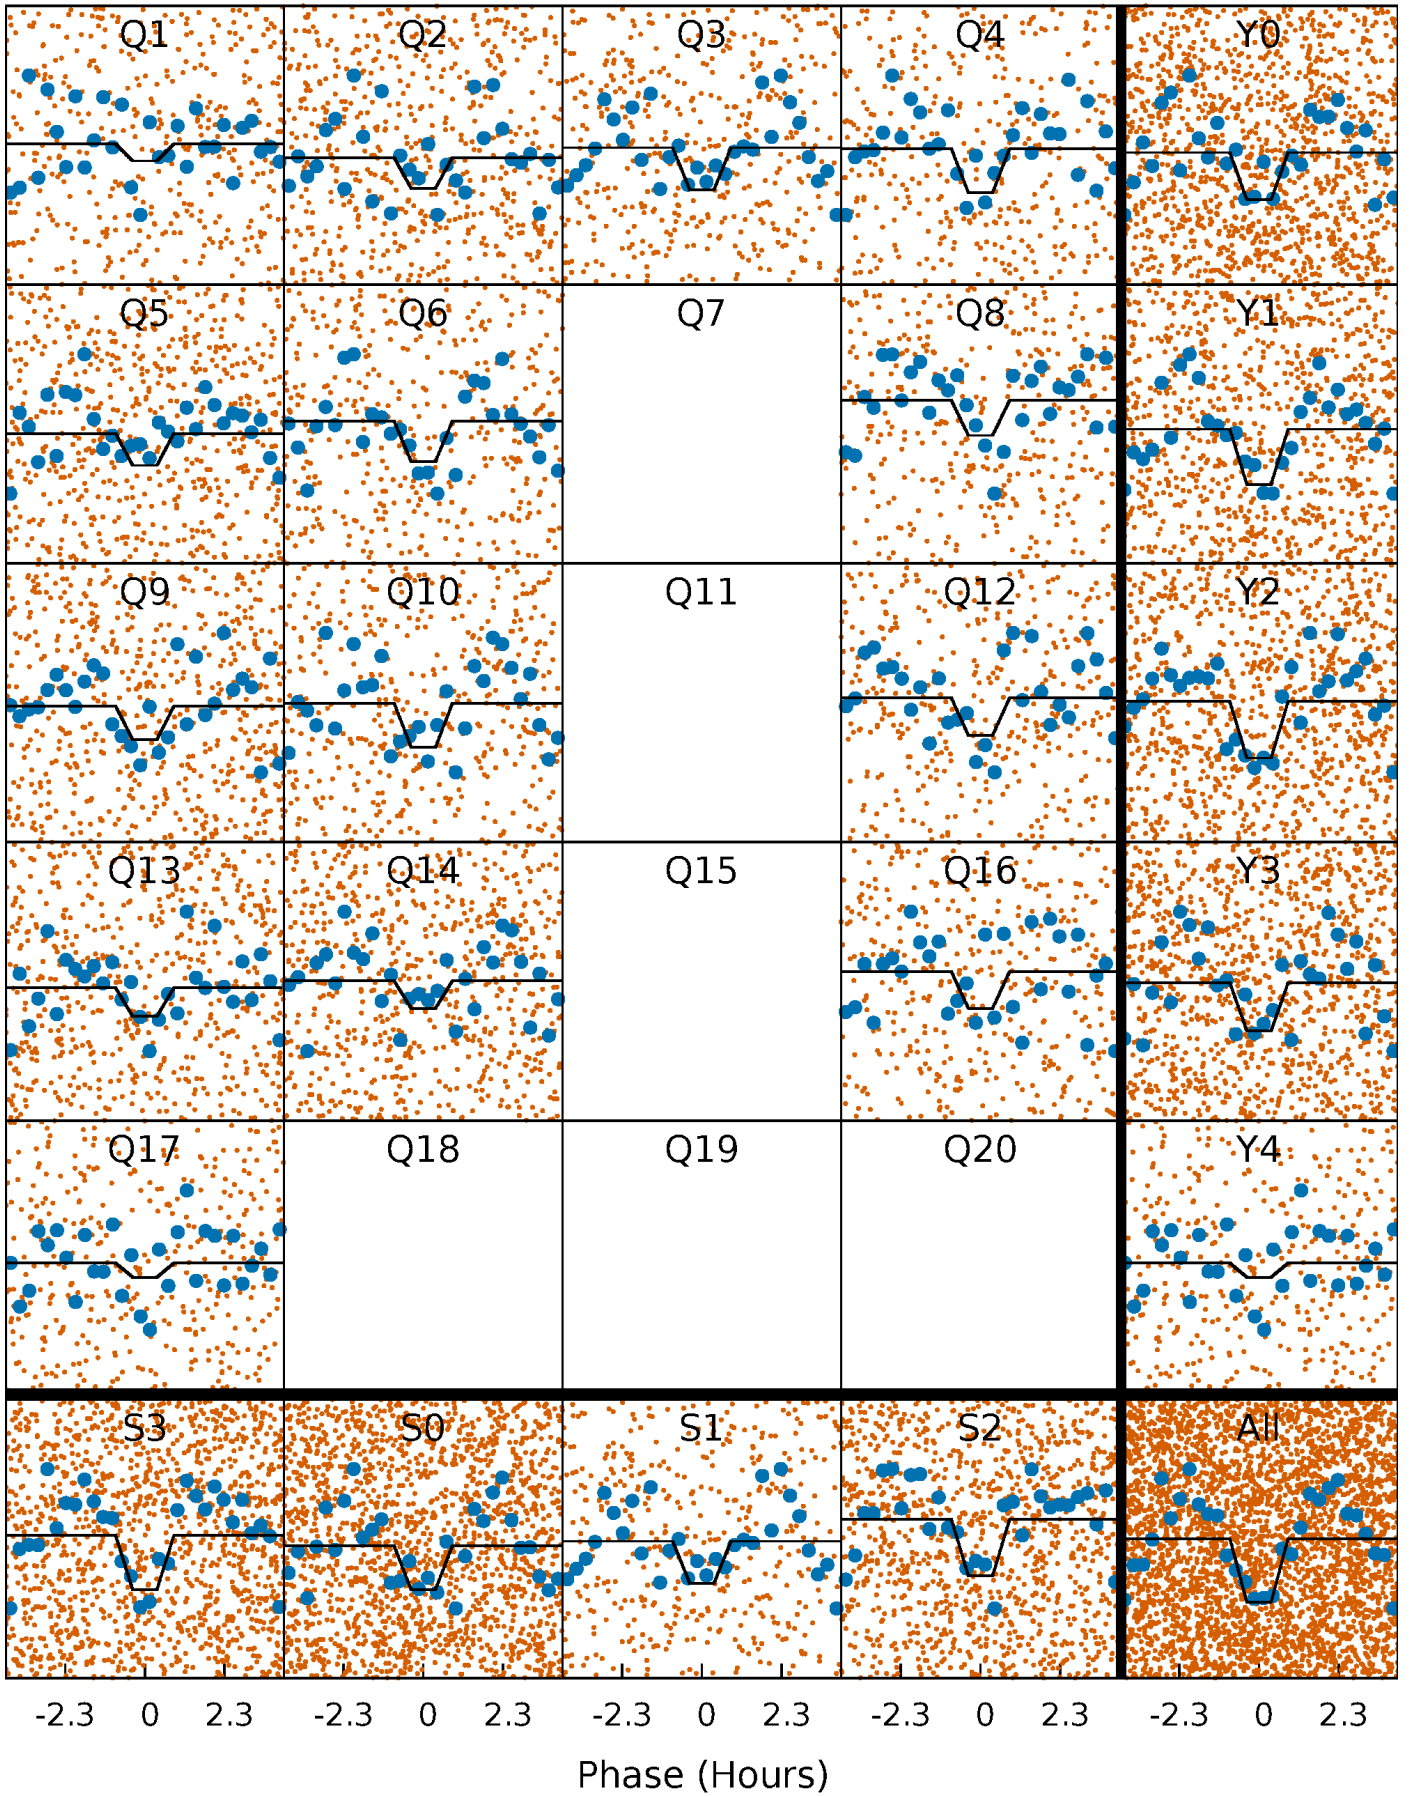 Q1 Q2 Q3 Q4 Y0
Q5 Q6 Q7 Q8 Y1
Q9 Q10 Q11 Q12 Y2
Q13 Q14 Q15 Q16 Y3
Q17 Q18 Q19 Q20 Y4
S3 S0 S1 S2 All
-2.3 0 2.3 -2.3 0 2.3 -2.3 0 2.3 -2.3 0 2.3 -2.3 0 2.3
Phase (Hours)